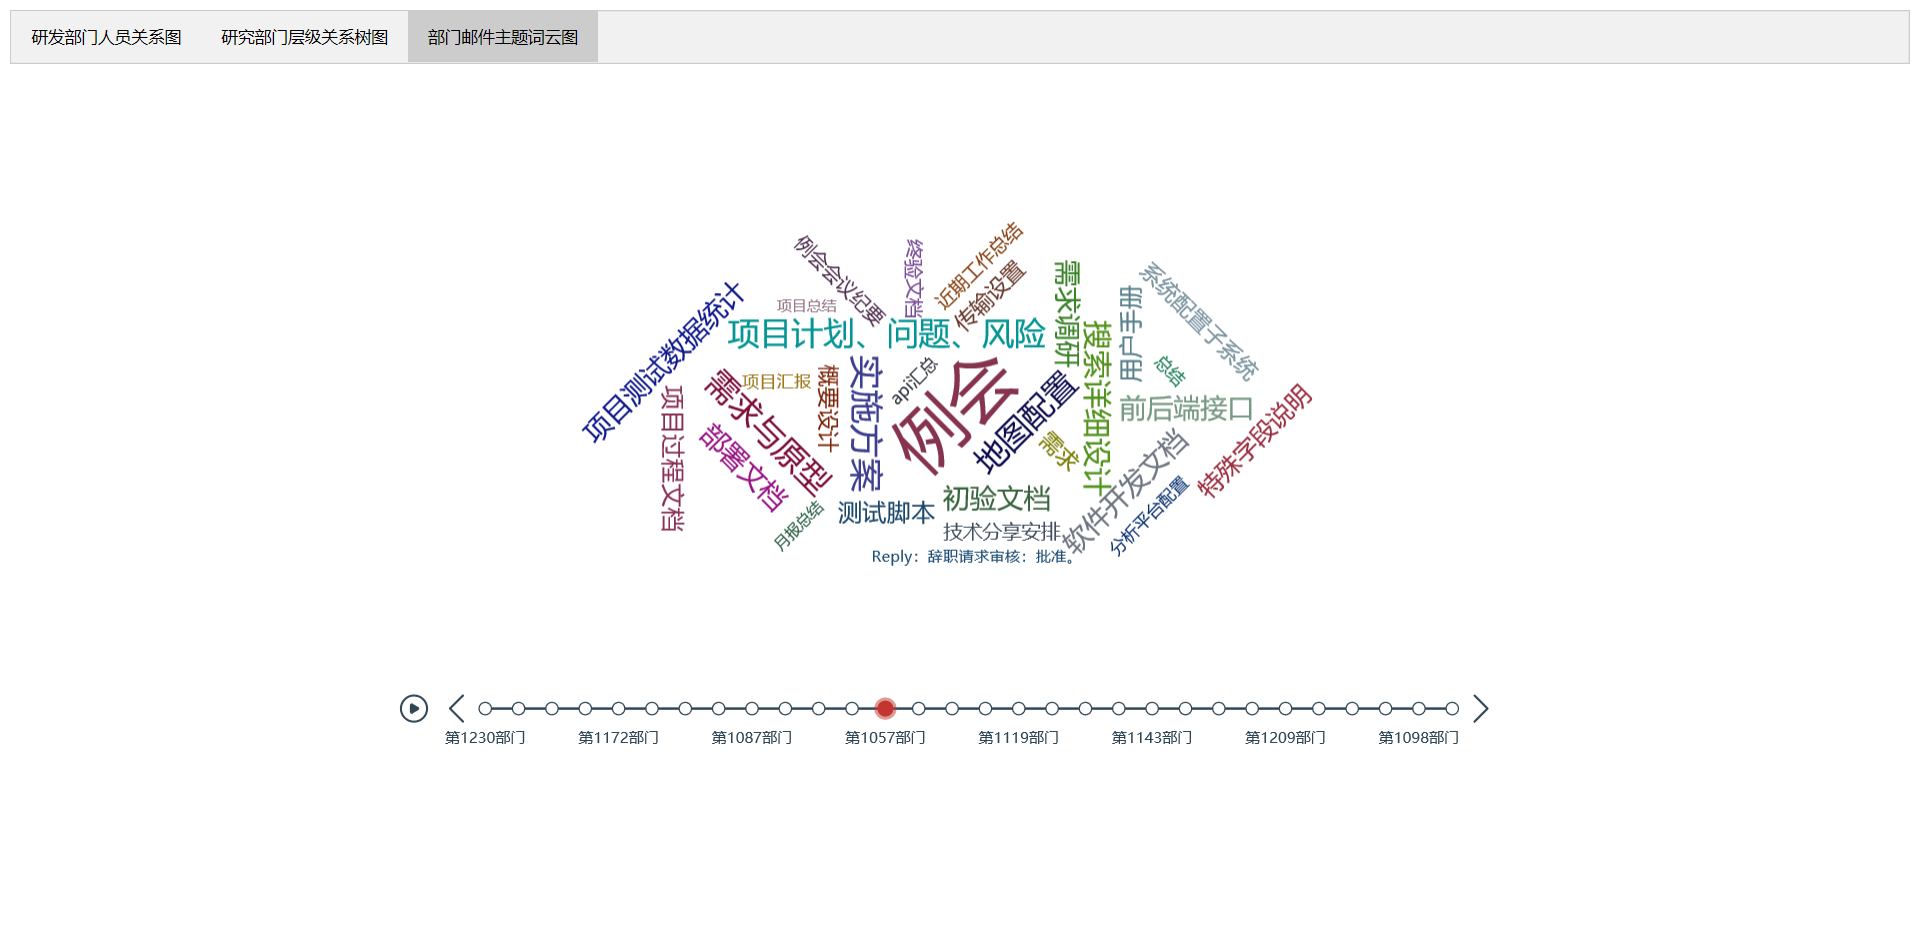 研发部门人员关系图
研究部门层级关系树图
部门邮件主题词云图
例会会议纪要
终验文档
近期工作总结
传输设置
项目总结
项目计划、问题、风险
需求调研
用户手册
系统配置子系统
项目测试数据统计
搜索详细设计
总结
项目汇报
概要设计
实施方案
api汇总
例会
地图配置
需求与原型
项目过程文档
部署文档
需求
前后端接口
特殊字段说明
软件开发文档
分析平台配置
初验文档
测试脚本
月报总结
技术分享安排
Reply：辞职请求审核：批准。
第1230部门
第1172部门
第1087部门
第1057部门
第1119部门
第1143部门
第1209部门
第1098部门